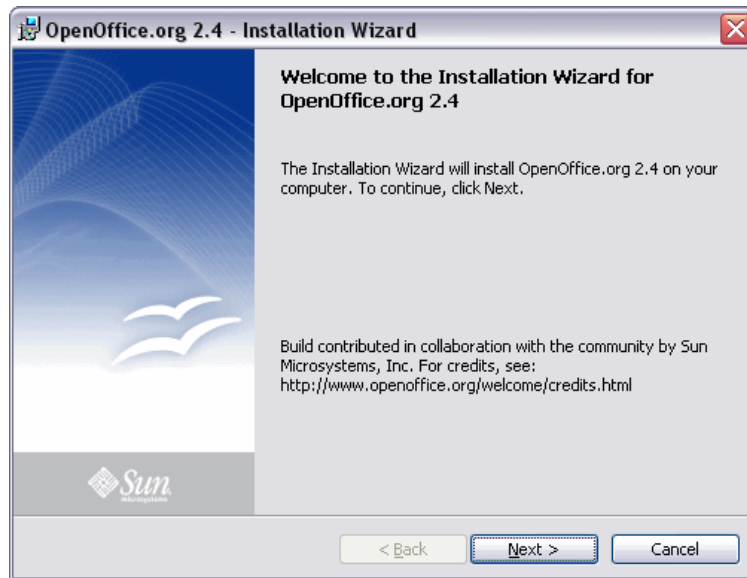 OpenOffice.org 2.4 - Installation Wizard
Welcome to the Installation Wizard for
OpenOffice.org 2.4
The Installation Wizard will install OpenOffice.org 2.4 on your
computer. To continue, click Next.
Build contributed in collaboration with the community by Sun
Microsystems, Inc. For credits, see:
http://www.openoffice.org/welcome/credits.html
Sun
microsystems
< Back
Next >
Cancel